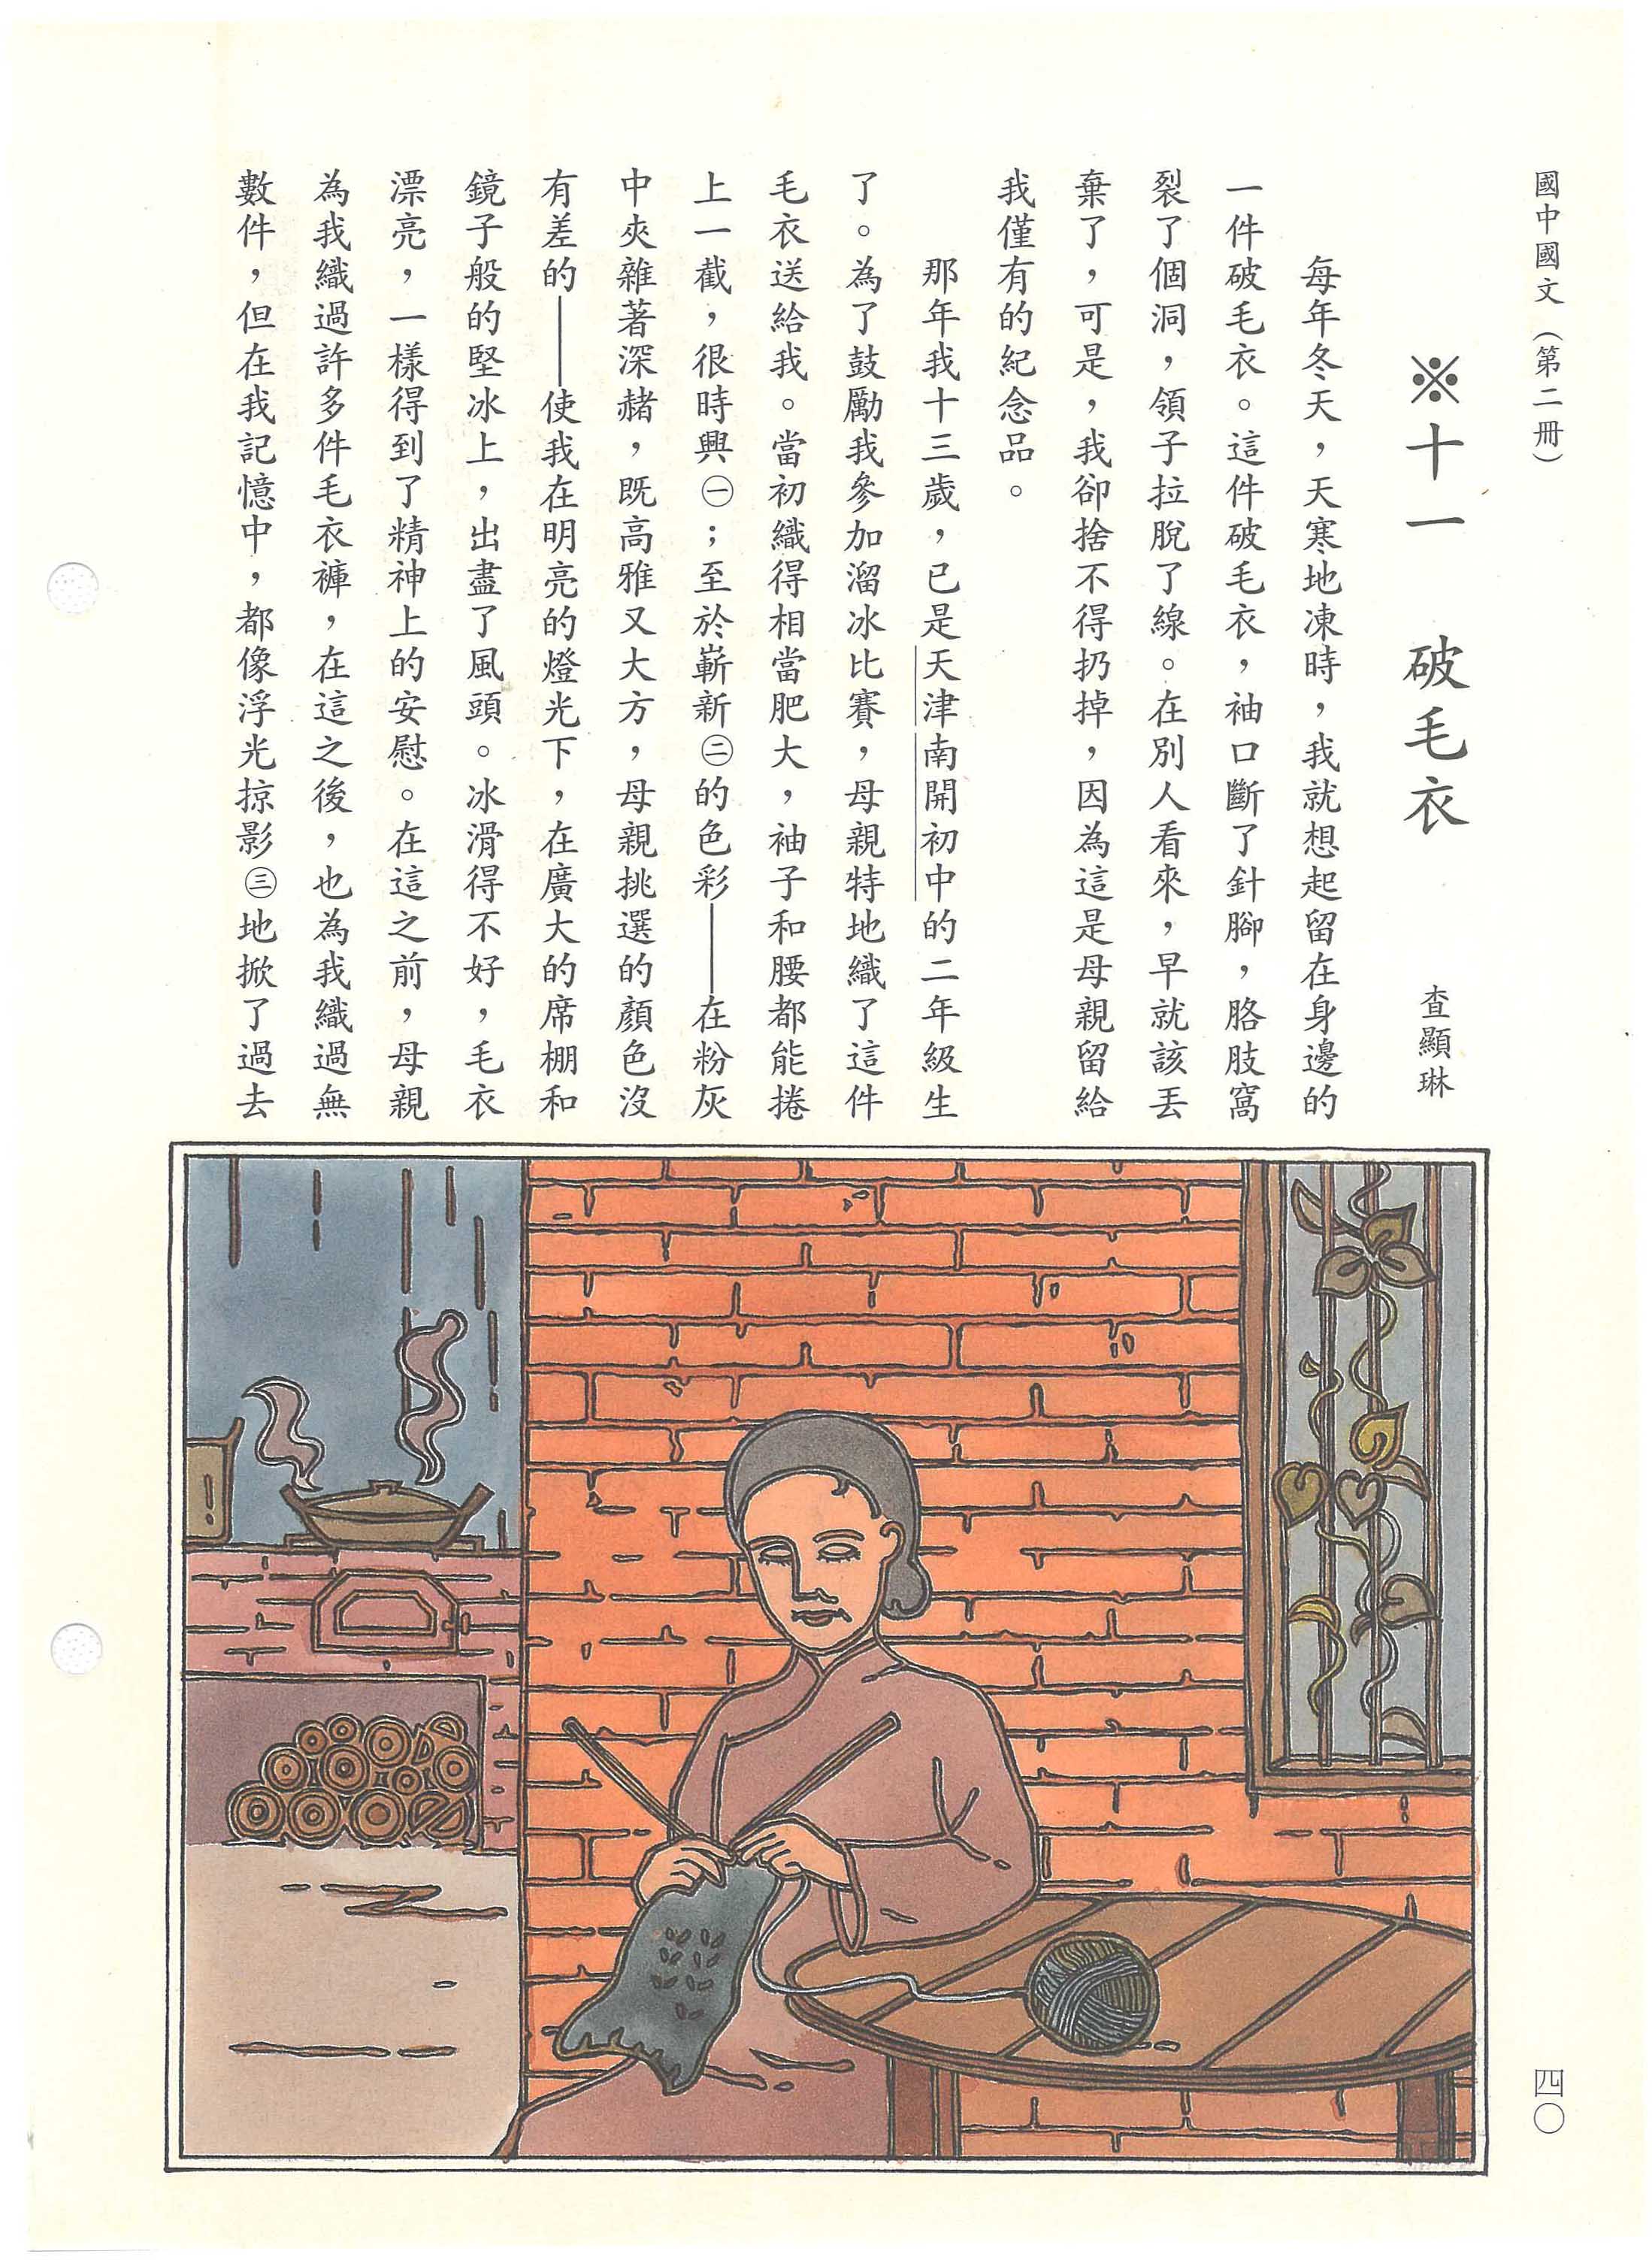 國中國文（第二冊）
※十一　破毛衣　查顯琳
每年冬天，天寒地凍時，我就想起留在身邊的
一件破毛衣。這件破毛衣，袖口斷了針腳，胳肢窩
裂了個洞，領子拉脫了線。在別人看來，早就該丟
棄了，可是，我卻捨不得扔掉，因為這是母親留給
我僅有的紀念品。
那年我十三歲，已是天津南開初中的二年級生
了。為了鼓勵我參加溜冰比賽，母親特地織了這件
毛衣送給我。當初織得相當肥大，袖子和腰都能捲
上一截，很時興㊀；至於嶄新㊁的色彩——在粉灰
中夾雜著深赭，既高雅又大方，母親挑選的顏色沒
有差的——使我在明亮的燈光下，在廣大的席棚和
鏡子般的堅冰上，出盡了風頭。冰滑得不好，毛衣
漂亮，一樣得到了精神上的安慰。在這之前，母親
為我織過許多件毛衣褲，在這之後，也為我織過無
數件，但在我記憶中，都像浮光掠影㊂地掀了過去
四〇